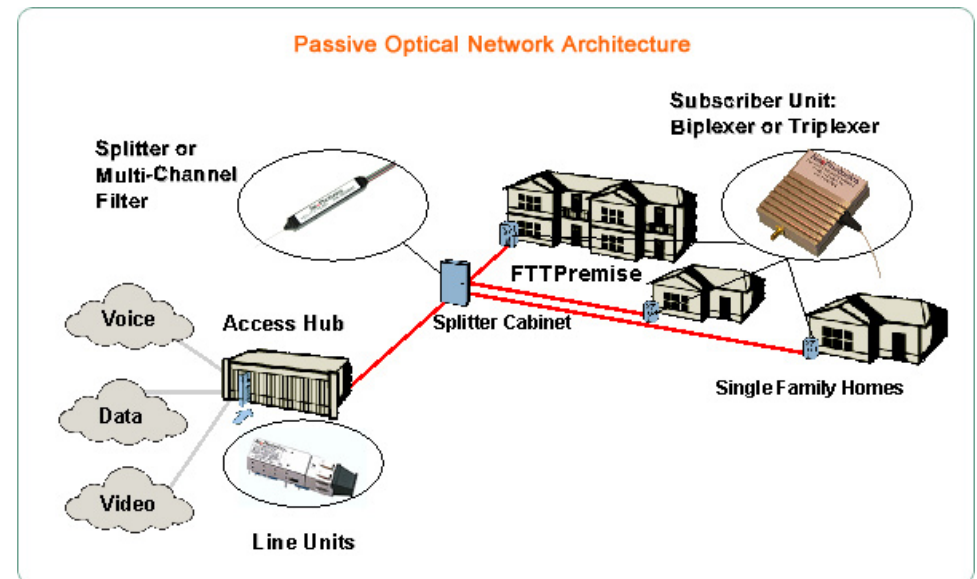 Passive Optical Network Architecture
Subscriber Unit:
Biplexer or Triplexer
Splitter or
Multi-Channel
Filter
FTTPremise
Voice
Access Hub
Splitter Cabinet
Single Family Homes
Data
Video
Line Units